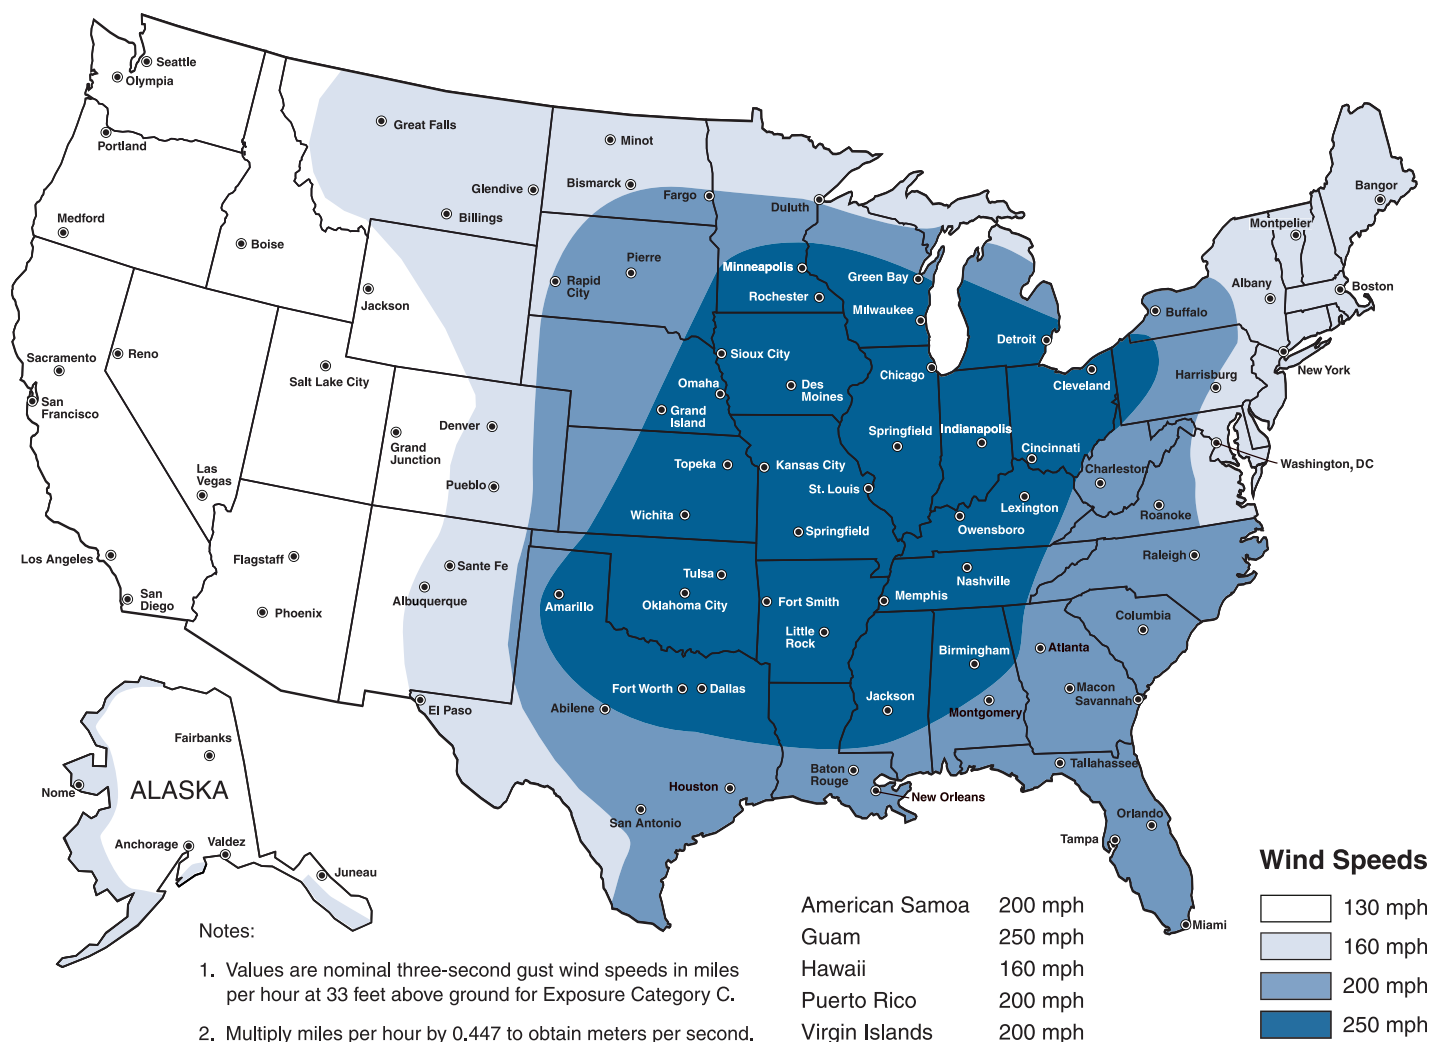 Seattle
Olympia
Portland
Medford
Boise
Great Falls
Glendive
Billings
Minot
Bismarck
Fargo
Duluth
Bangor
Montpelier
Jackson
Rapid
City
Pierre
Minneapolis
Rochester
Green Bay
Milwaukee
Albany
Boston
Buffalo
Sacramento
Reno
San
Francisco
Salt Lake City
Sioux City
Detroit
Chicago
Cleveland
New York
Harrisburg
Omaha
Des
Moines
Grand
Island
Denver
Grand
Junction
Pueblo
Las
Vegas
Topeka
Kansas City
St. Louis
Springfield
Indianapolis
Cincinnati
Charleston
Washington, DC
Wichita
Springfield
Owensboro
Lexington
Roanoke
Raleigh
Los Angeles
San
Diego
Flagstaff
Phoenix
Sante Fe
Albuquerque
Amarillo
Tulsa
Oklahoma City
Fort Smith
Little
Rock
Memphis
Nashville
Columbia
Birmingham
Atlanta
El Paso
Abilene
Fort Worth
Dallas
Jackson
Montgomery
Macon
Savannah
Houston
San Antonio
Baton
Rouge
New Orleans
Tallahassee
Orlando
Tampa
Miami
Fairbanks
Nome
ALASKA
Anchorage
Valdez
Juneau
Notes:
1. Values are nominal three-second gust wind speeds in miles
per hour at 33 feet above ground for Exposure Category C.
2. Multiply miles per hour by 0.447 to obtain meters per second.
American Samoa 200 mph
Guam 250 mph
Hawaii 160 mph
Puerto Rico 200 mph
Virgin Islands 200 mph
Wind Speeds
130 mph
160 mph
200 mph
250 mph